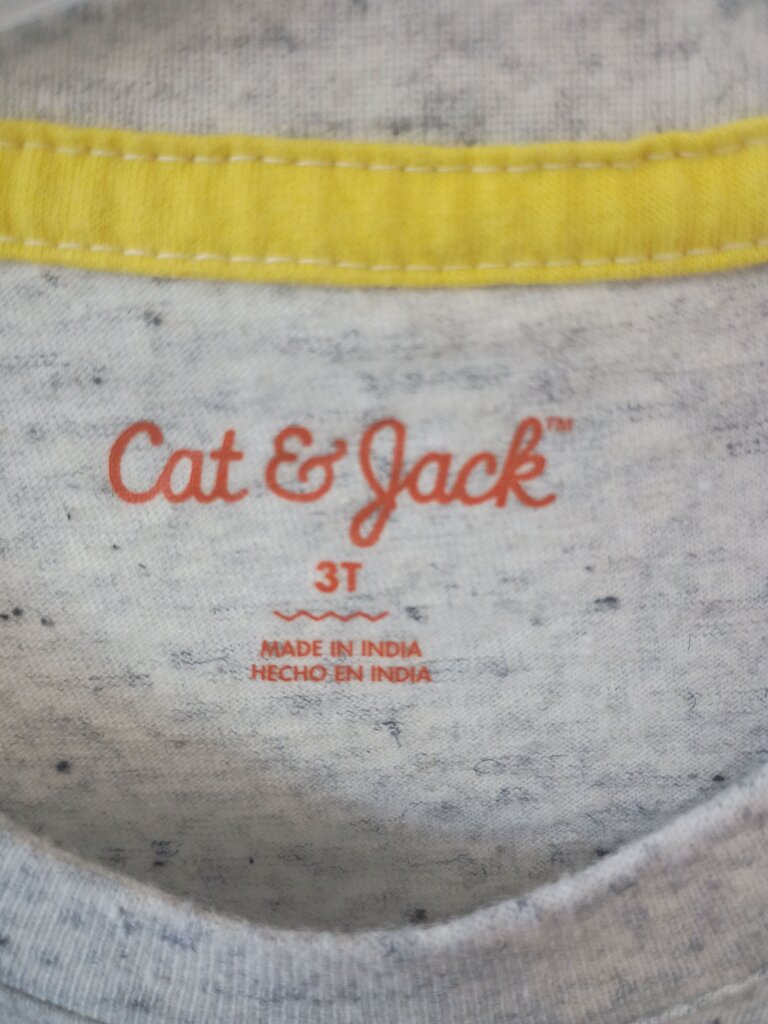 Cat & Jack™
3T
MADE IN INDIA
HECHO EN INDIA